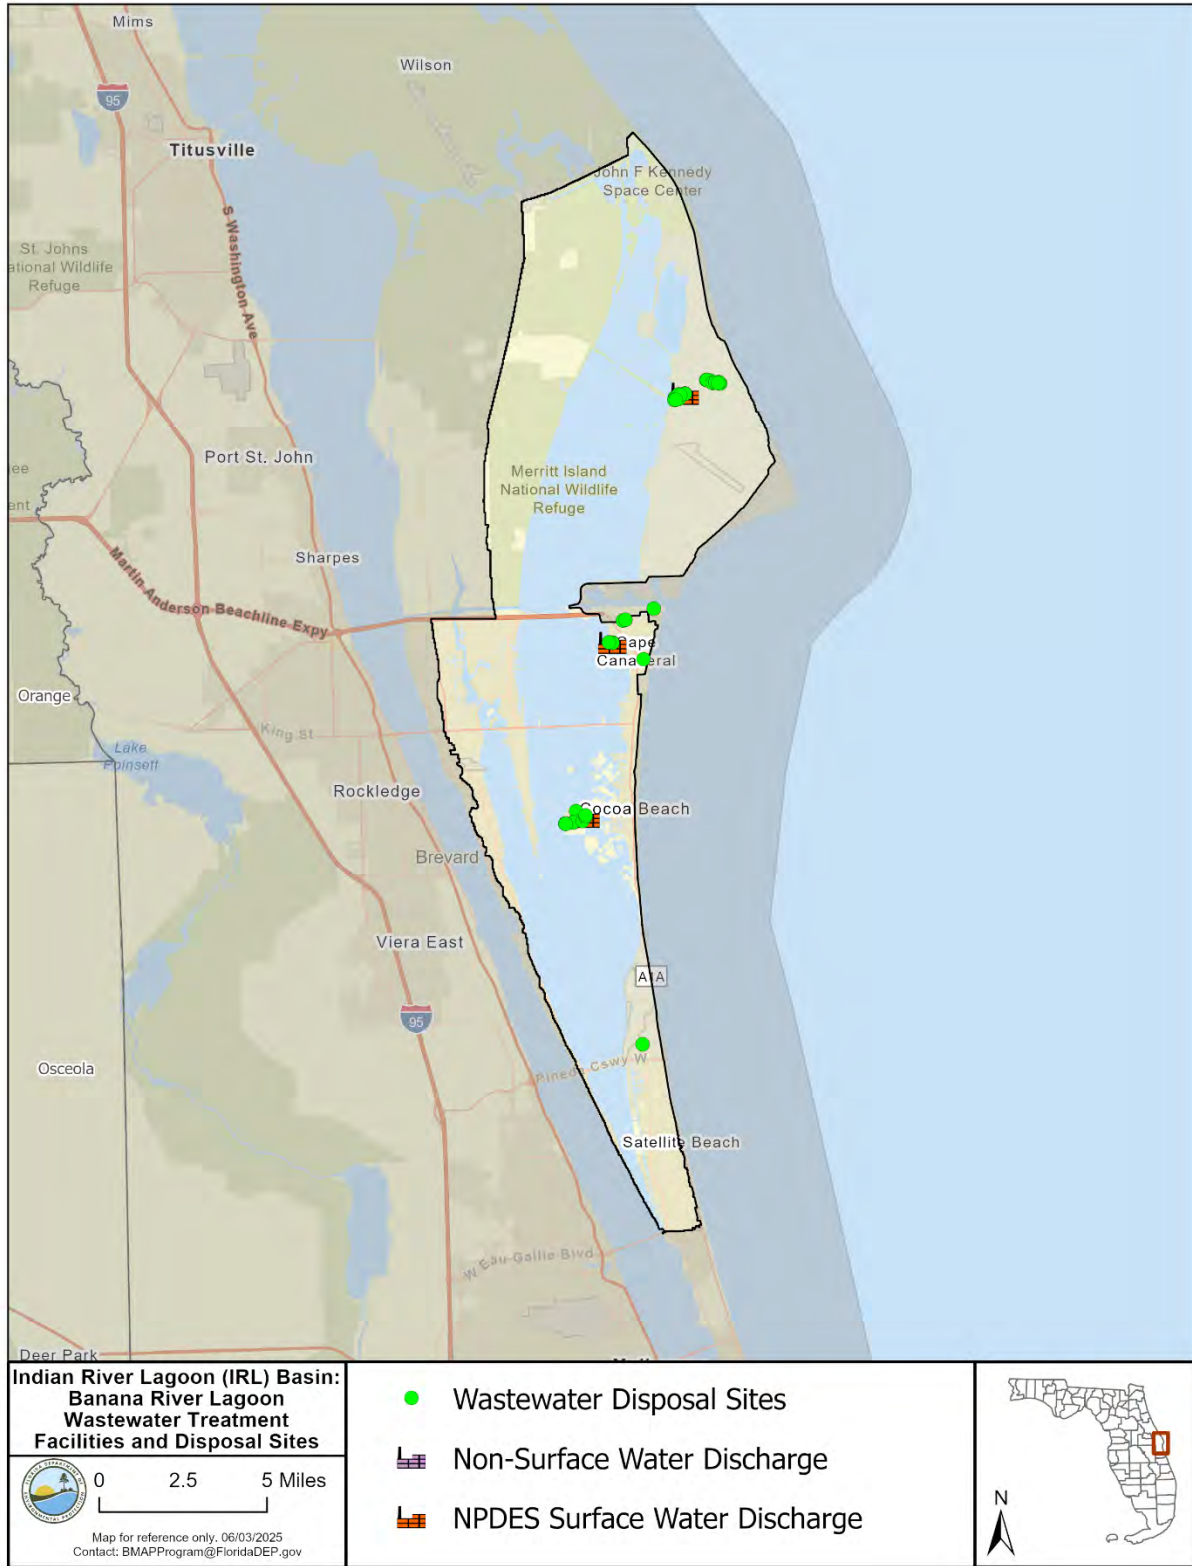 Mims
Wilson
95
Titusville
John F Kennedy
Space Center
S Washington Ave
St. Johns
ational Wildlife
Refuge
Port St. John
ee
ent
Merritt Island
National Wildlife
Refuge
Sharpes
Martin Anderson Beachline Expy
Cape
Canaveral
Orange
King St
Lake
Poinsett
Rockledge
Cocoa Beach
Brevard
Viera East
A1A
95
Osceola
Pineda Cswy W
Satellite Beach
W Eau Gallie Blvd
Deer Park
Indian River Lagoon (IRL) Basin:
Banana River Lagoon
Wastewater Treatment
Facilities and Disposal Sites
0 2.5 5 Miles
Map for reference only. 06/03/2025
Contact: BMAPProgram@FloridaDEP.gov
Wastewater Disposal Sites
Non-Surface Water Discharge
NPDES Surface Water Discharge
N